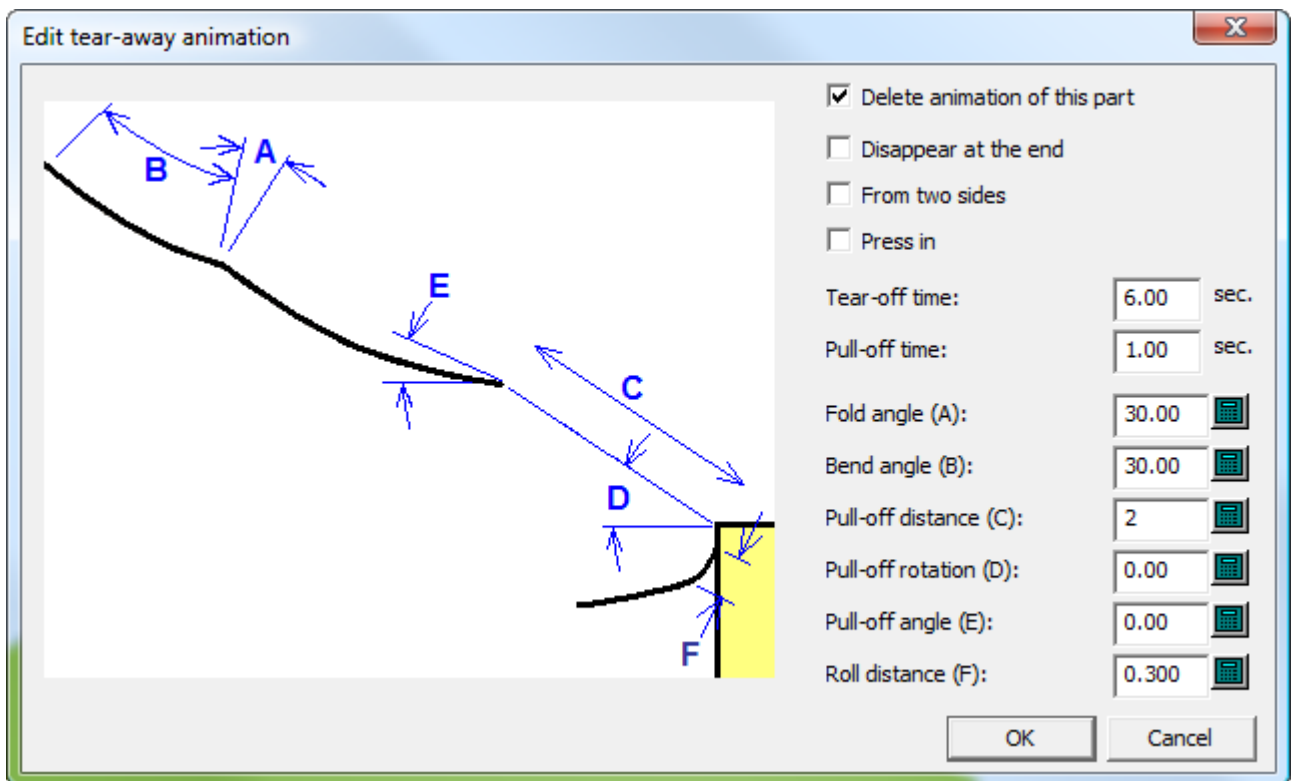 Edit tear-away animation
B
A
E
C
D
F
Delete animation of this part
Disappear at the end
From two sides
Press in
Tear-off time: 6.00 sec.
Pull-off time: 1.00 sec.
Fold angle (A): 30.00
Bend angle (B): 30.00
Pull-off distance (C): 2
Pull-off rotation (D): 0.00
Pull-off angle (E): 0.00
Roll distance (F): 0.300
OK Cancel